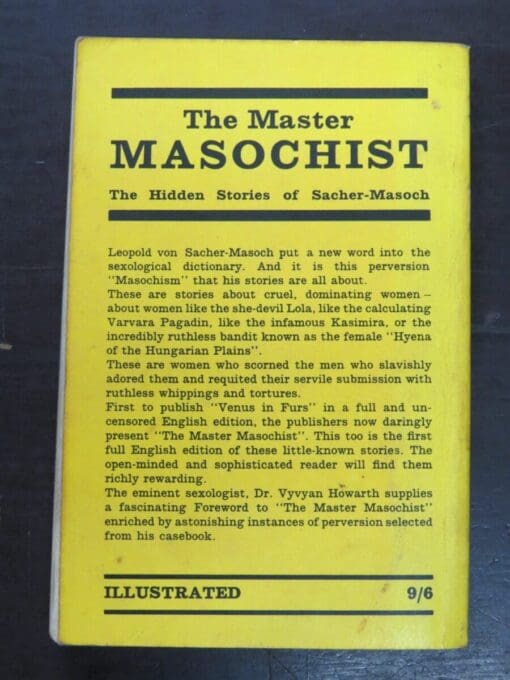 The Master
MASOCHIST
The Hidden Stories of Sacher-Masoch
Leopold von Sacher-Masoch put a new word into the
sexological dictionary. And it is this perversion
"Masochism" that his stories are all about.
These are stories about cruel, dominating women –
about women like the she-devil Lola, like the calculating
Varvara Pagadin, like the infamous Kasimira, or the
incredibly ruthless bandit known as the female "Hyena
of the Hungarian Plains".
These are women who scorned the men who slavishly
adored them and requited their servile submission with
ruthless whippings and tortures.
First to publish "Venus in Furs" in a full and un-
censored English edition, the publishers now daringly
present "The Master Masochist". This too is the first
full English edition of these little-known stories. The
open-minded and sophisticated reader will find them
richly rewarding.
The eminent sexologist, Dr. Vyvyan Howarth supplies
a fascinating Foreword to "The Master Masochist"
enriched by astonishing instances of perversion selected
from his casebook.
ILLUSTRATED 9/6